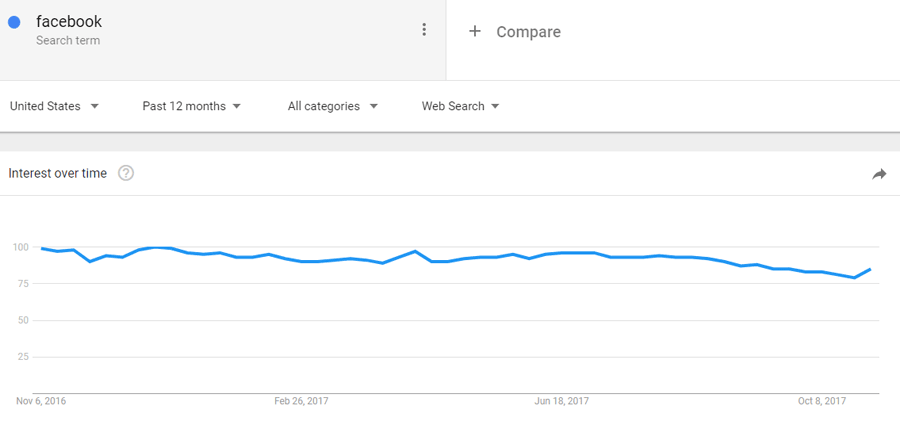 facebook
Search term
+ Compare
United States
Past 12 months
All categories
Web Search
Interest over time ?
100
75
50
25
Nov 6, 2016
Feb 26, 2017
Jun 18, 2017
Oct 8, 2017